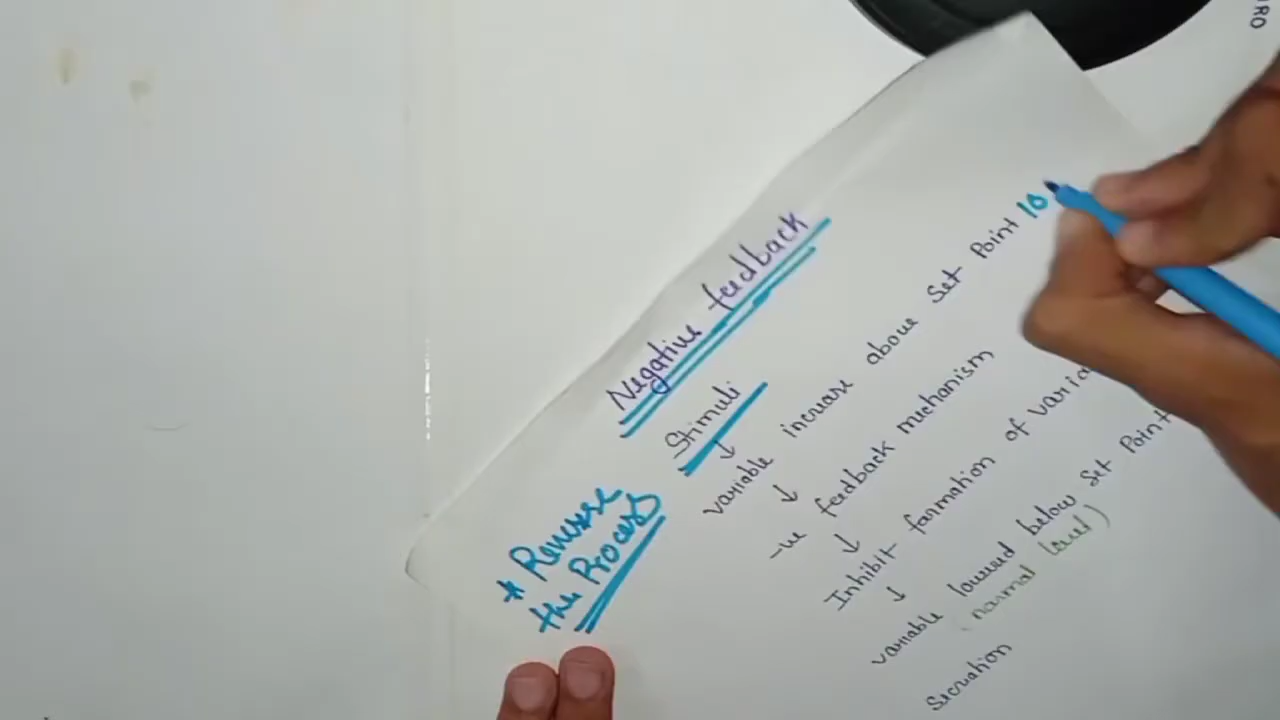 Negative feedback
Stimuli
↓
variable increase above Set Point 10
↓
-ve feedback mechanism
↓
Inhibit formation of varia
↓
variable lowered below Set Point
(normal level)
Secreation
* Reverse
the Process